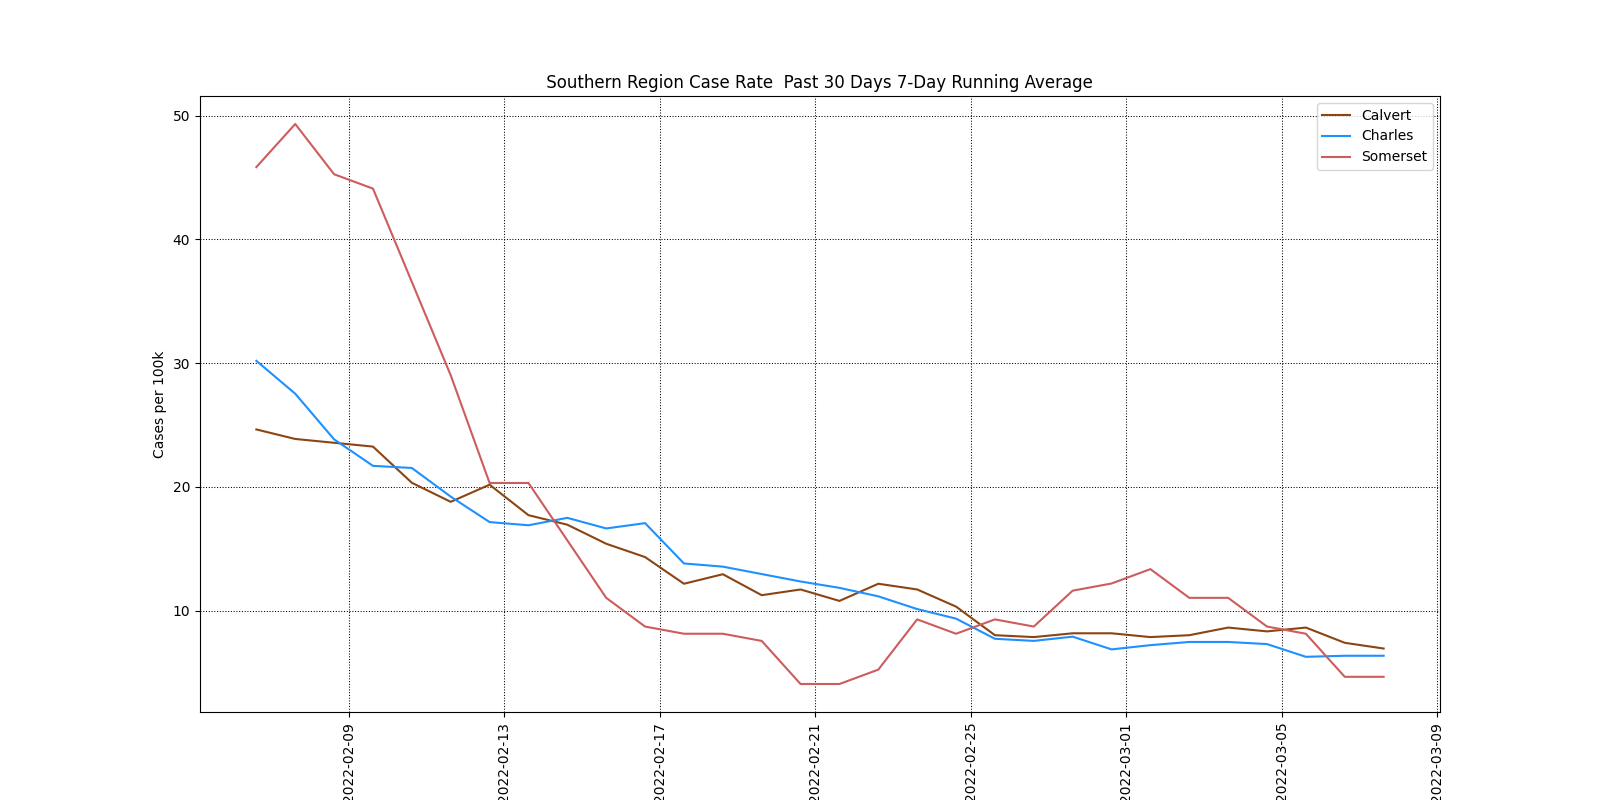 Southern Region Case Rate  Past 30 Days 7-Day Running Average
Calvert
Charles
Somerset
50
40
30
20
10
Cases per 100k
2022-02-09
2022-02-13
2022-02-17
2022-02-21
2022-02-25
2022-03-01
2022-03-05
2022-03-09